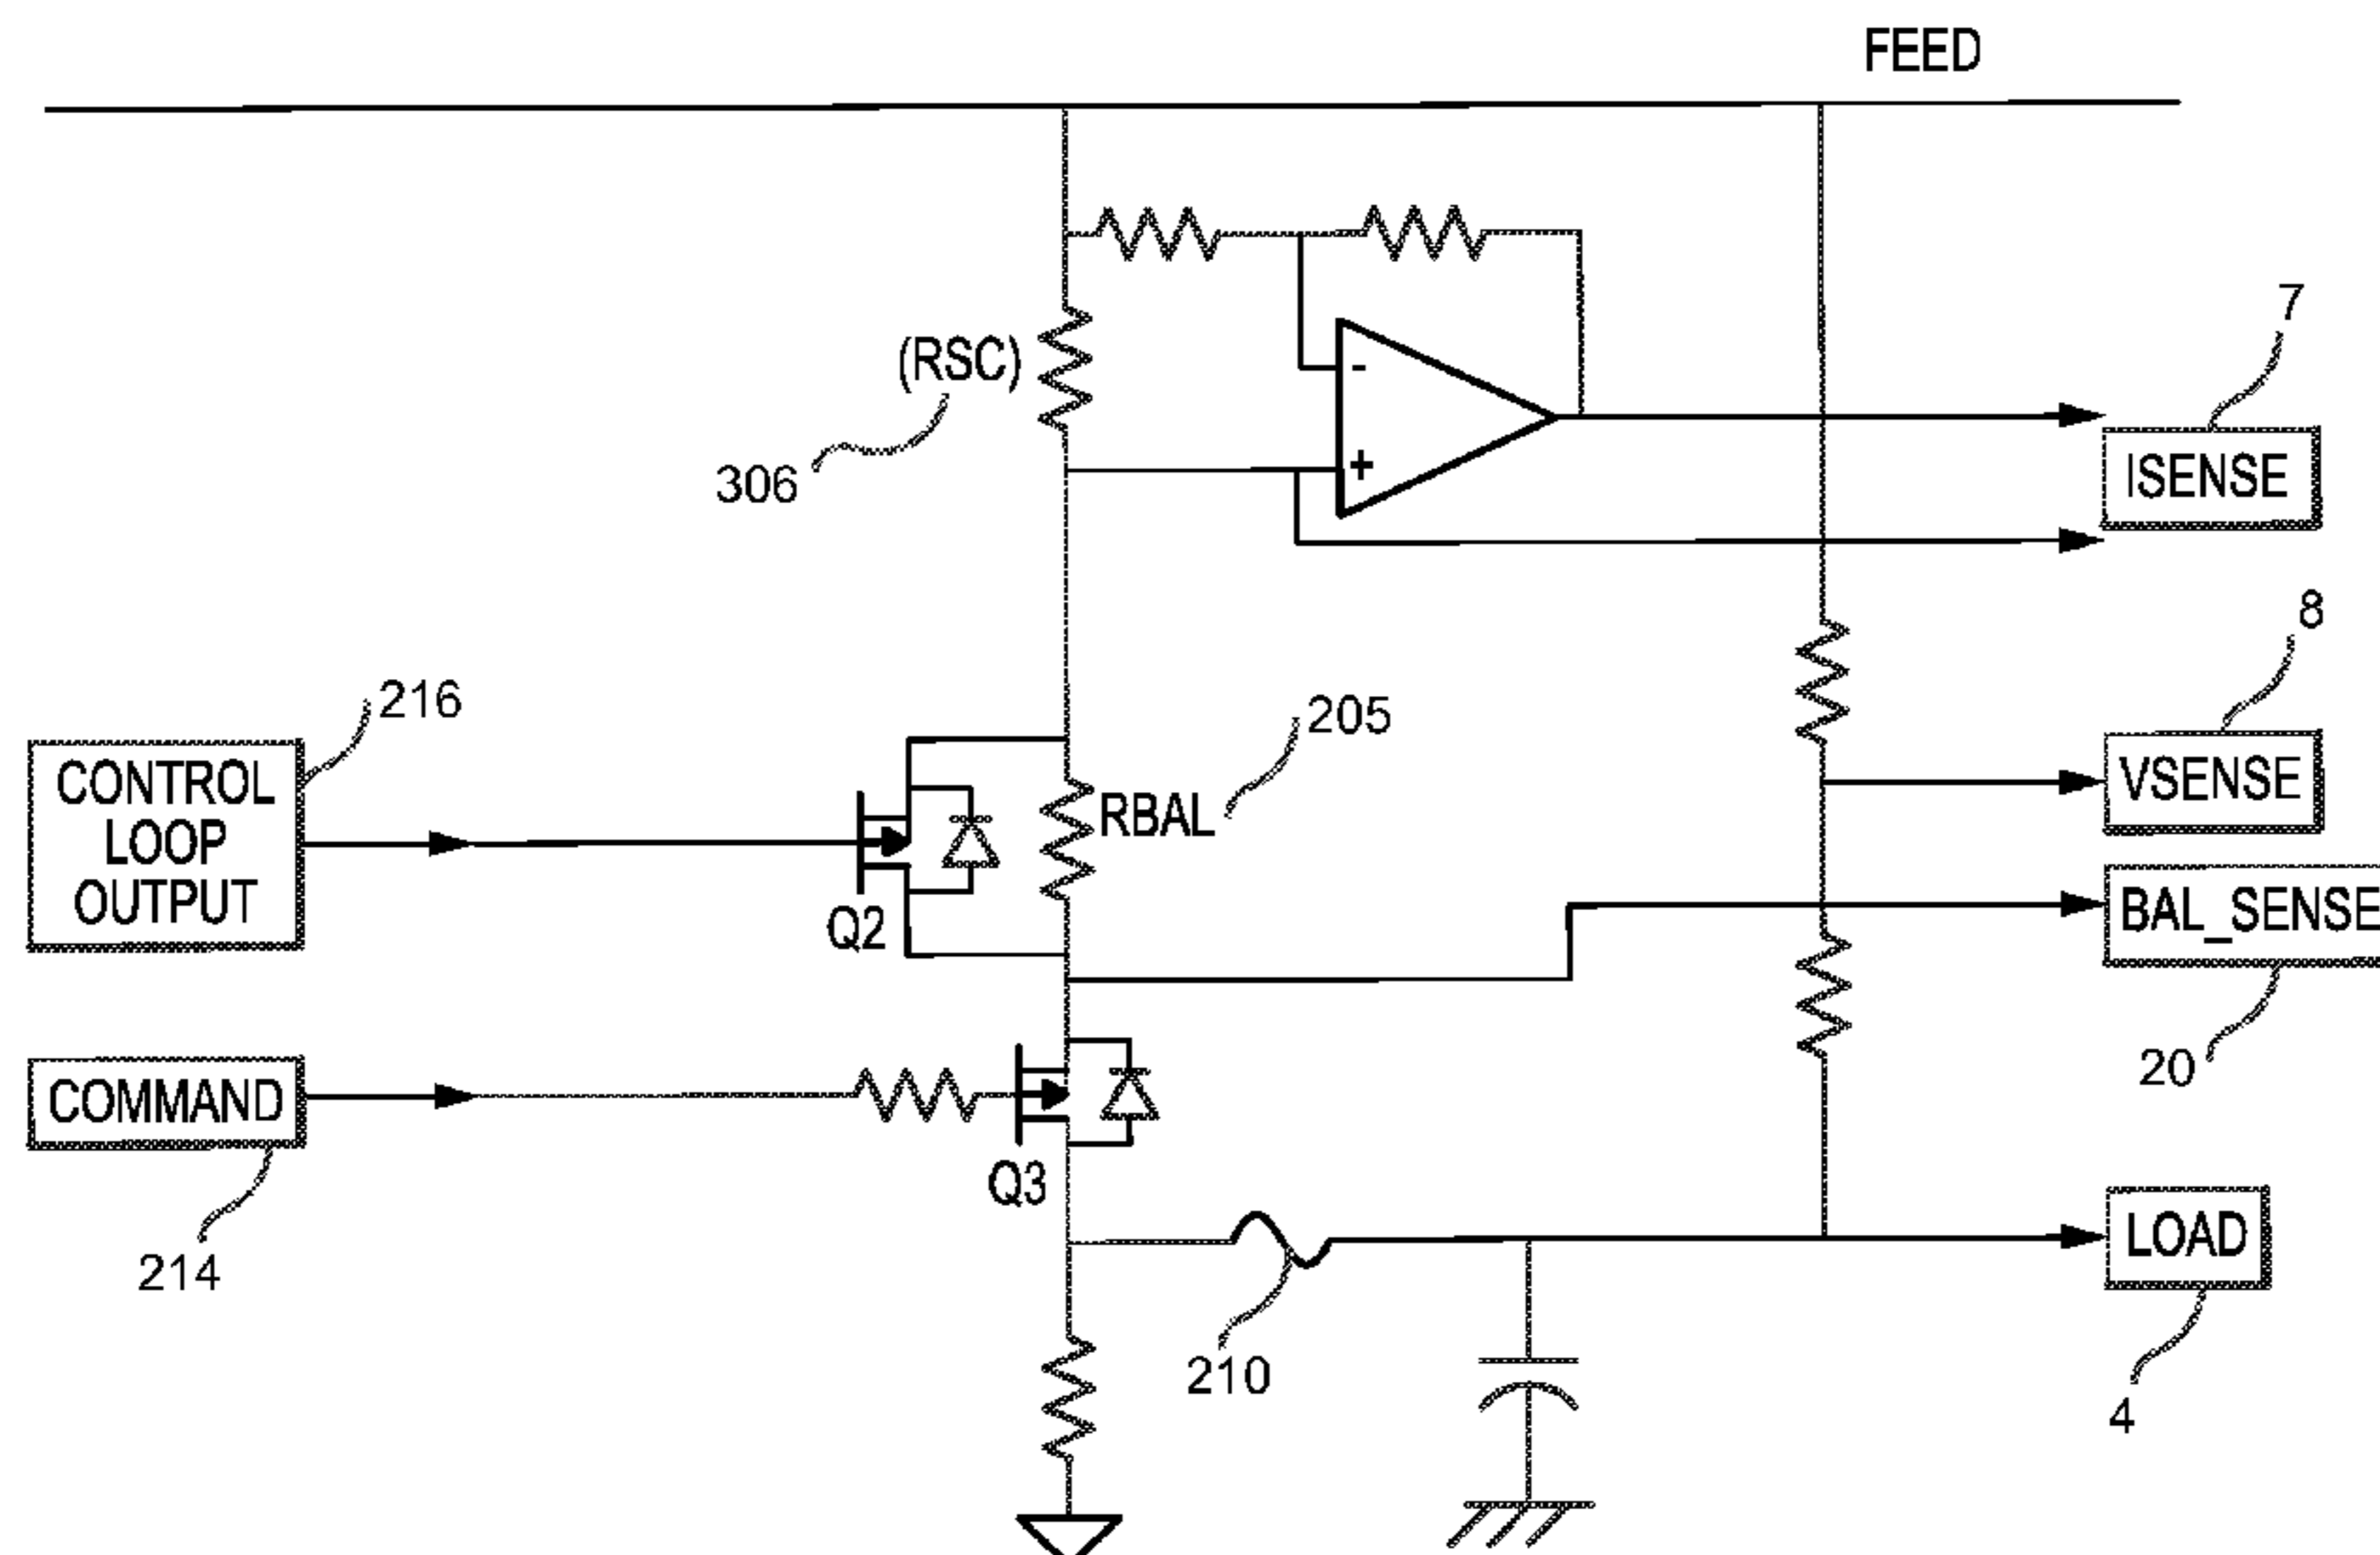 FEED
7
(RSC)
-
306
+
ISENSE
8
216
205
CONTROL
LOOP
OUTPUT
RBAL
VSENSE
Q2
BAL_SENSE
20
COMMAND
Q3
214
LOAD
210
4